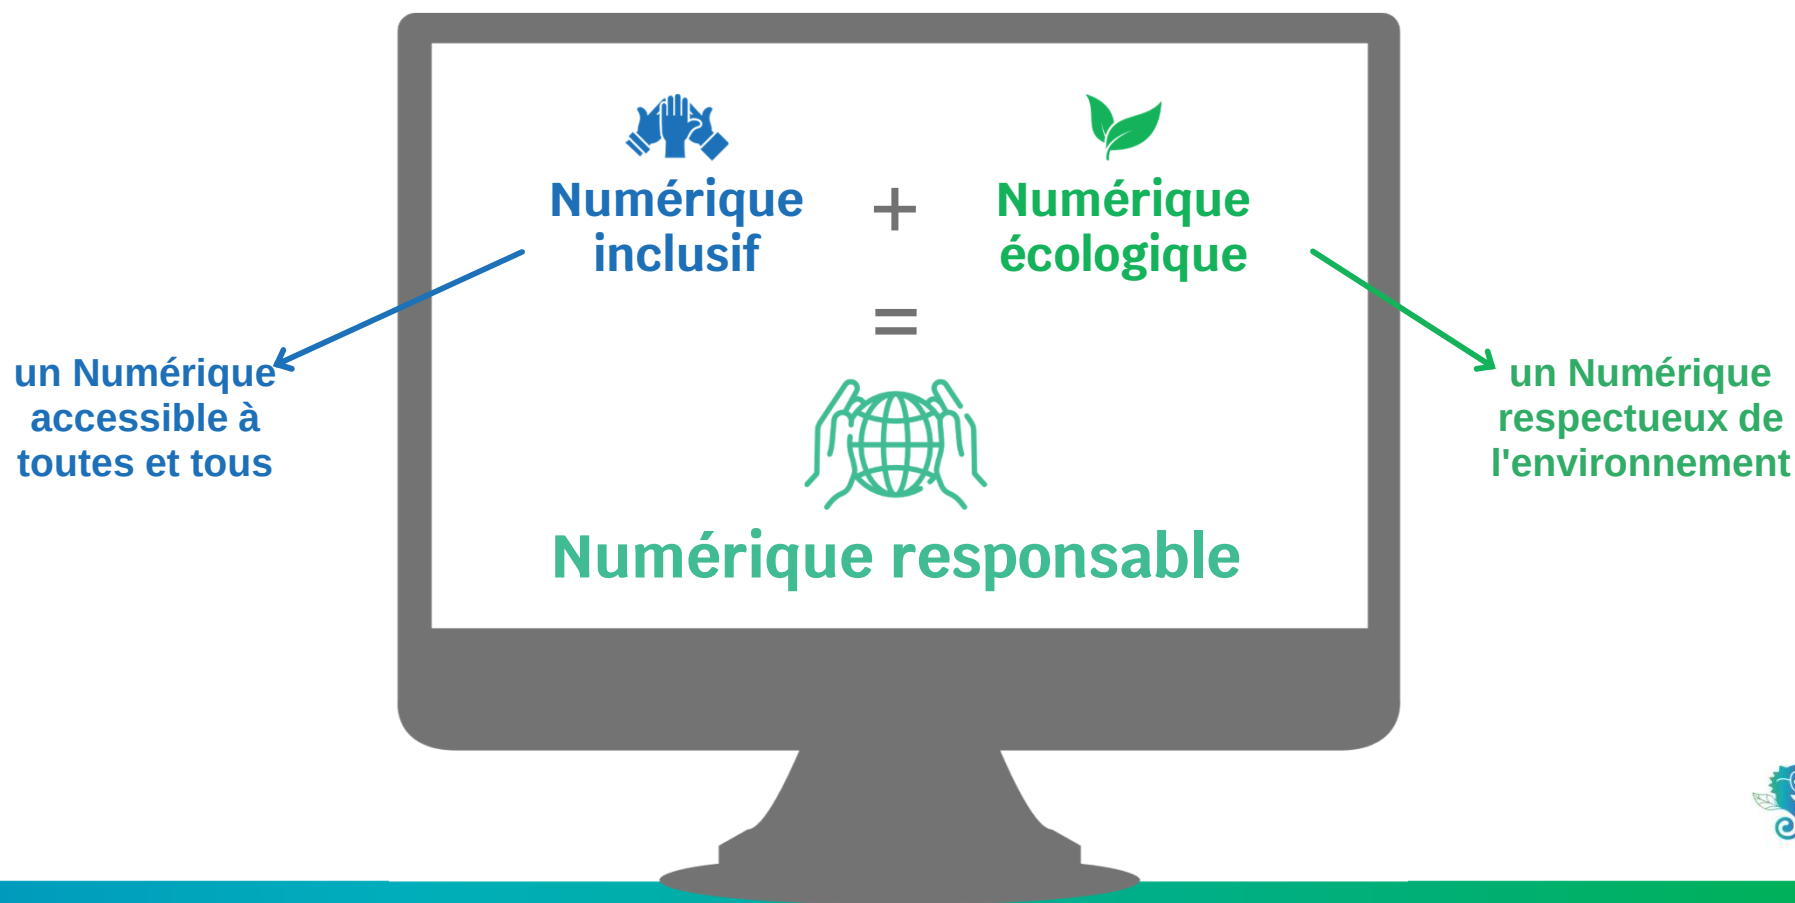 Numérique
inclusif
+
Numérique
écologique
=
Numérique responsable
un Numérique
accessible à
toutes et tous
un Numérique
respectueux de
l'environnement